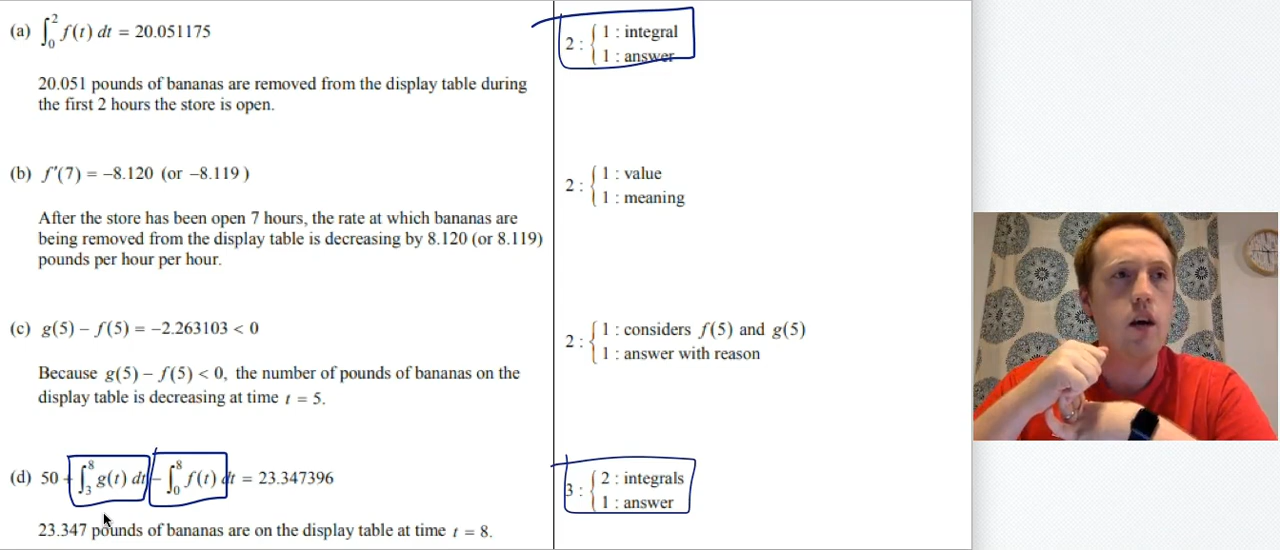 (a) ∫₀² f(t) dt = 20.051175
2 : { 1 : integral
1 : answer
20.051 pounds of bananas are removed from the display table during
the first 2 hours the store is open.
(b) f′(7) = −8.120 (or −8.119 )
2 : { 1 : value
1 : meaning
After the store has been open 7 hours, the rate at which bananas are
being removed from the display table is decreasing by 8.120 (or 8.119)
pounds per hour per hour.
(c) g(5) − f(5) = −2.263103 < 0
2 : { 1 : considers f(5) and g(5)
1 : answer with reason
Because g(5) − f(5) < 0, the number of pounds of bananas on the
display table is decreasing at time t = 5.
(d) 50 + ∫₃⁸ g(t) dt − ∫₀⁸ f(t) dt = 23.347396
3 : { 2 : integrals
1 : answer
23.347 pounds of bananas are on the display table at time t = 8.